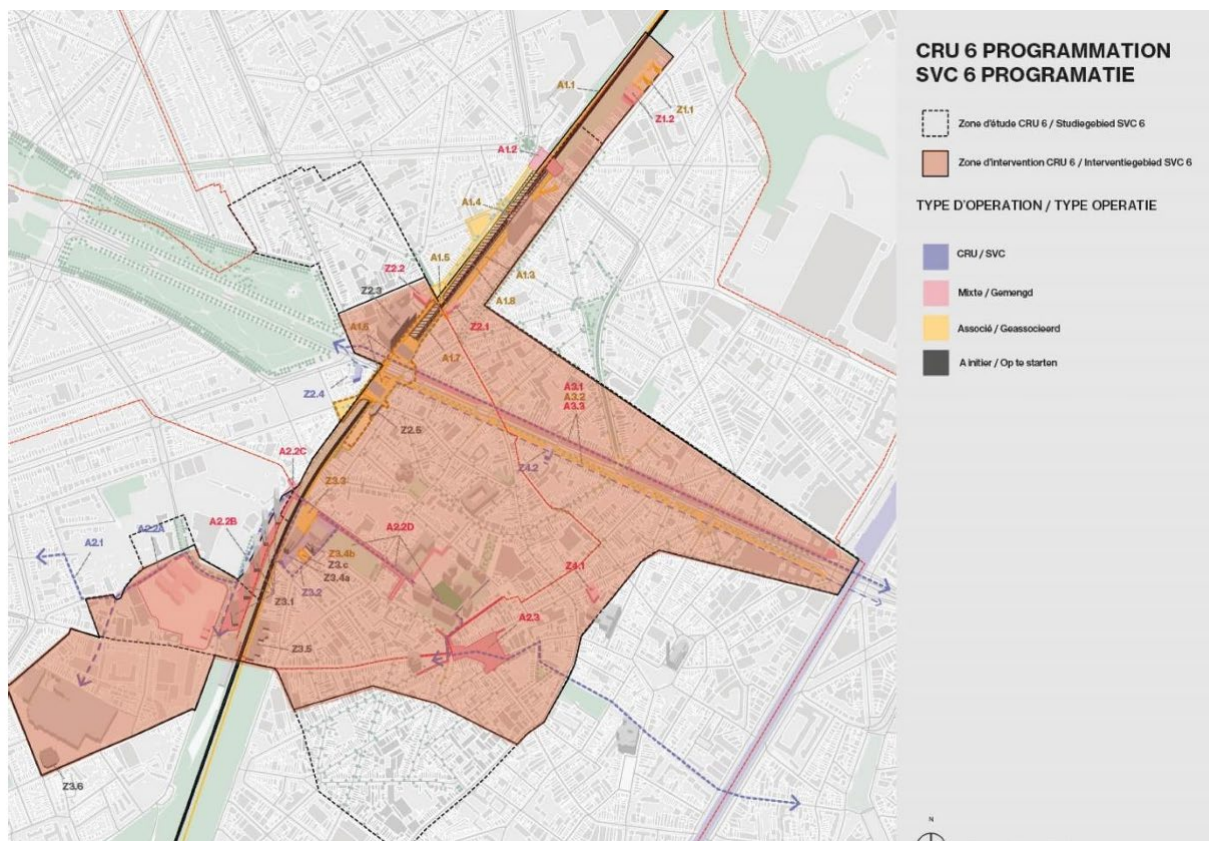 CRU 6 PROGRAMMATION
SVC 6 PROGRAMATIE
Zone d'étude CRU 6 / Studiegebied SVC 6
Zone d'intervention CRU 6 / Interventiegebied SVC 6
TYPE D'OPERATION / TYPE OPERATIE
CRU / SVC
Mixte / Gemengd
Associé / Geassocieerd
A initier / Op te starten
N
A1.1
Z1.1
Z1.2
A1.2
A1.4
A1.5
A1.3
Z2.2
Z2.3
A1.8
A1.6
Z2.1
A1.7
Z2.4
A3.1
A3.2
A3.3
Z2.5
A2.2C
Z4.2
Z3.3
A2.2B
A2.2A
A2.2D
A2.1
Z3.4b
Z3.c
Z3.4a
Z4.1
Z3.2
Z3.1
A2.3
Z3.5
Z3.6